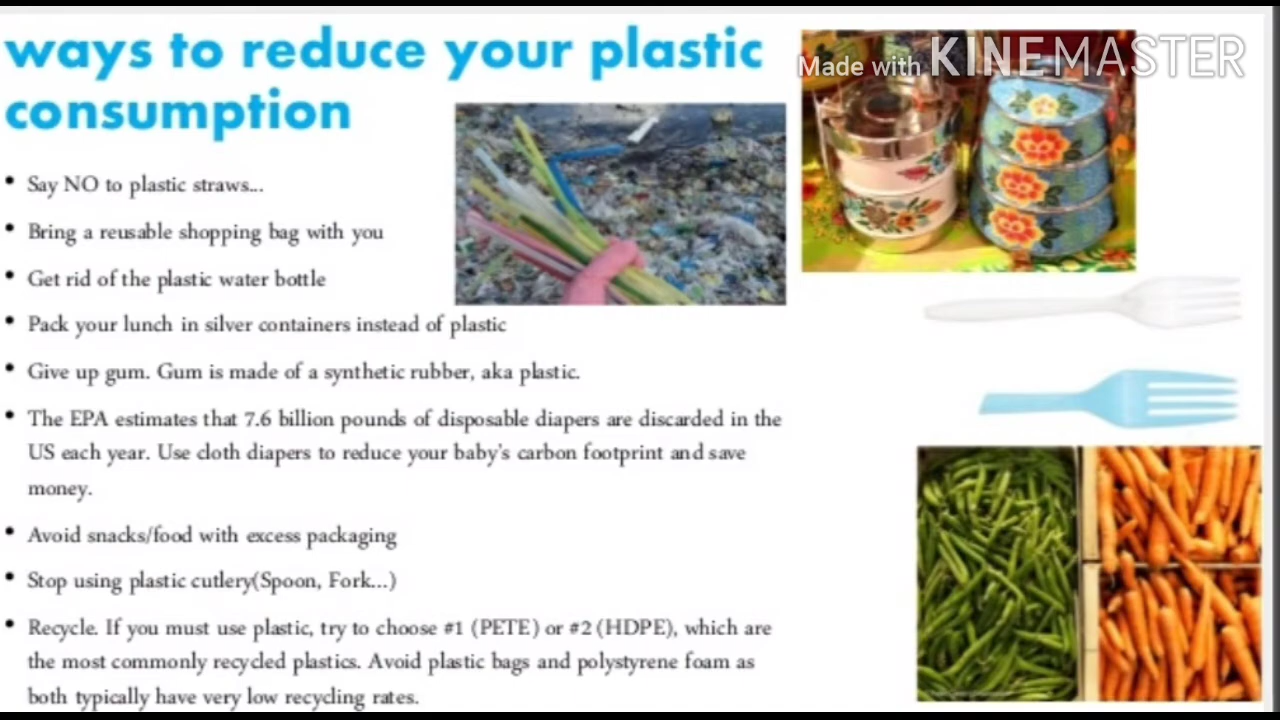 ways to reduce your plastic
consumption
Made with KINEMASTER
• Say NO to plastic straws...
• Bring a reusable shopping bag with you
• Get rid of the plastic water bottle
• Pack your lunch in silver containers instead of plastic
• Give up gum. Gum is made of a synthetic rubber, aka plastic.
• The EPA estimates that 7.6 billion pounds of disposable diapers are discarded in the
US each year. Use cloth diapers to reduce your baby's carbon footprint and save
money.
• Avoid snacks/food with excess packaging
• Stop using plastic cutlery(Spoon, Fork...)
• Recycle. If you must use plastic, try to choose #1 (PETE) or #2 (HDPE), which are
the most commonly recycled plastics. Avoid plastic bags and polystyrene foam as
both typically have very low recycling rates.